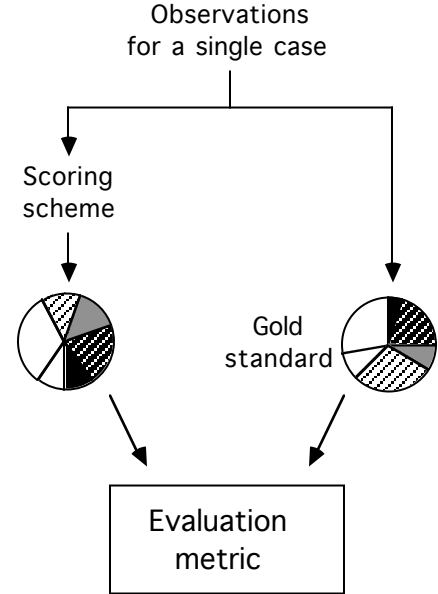 Observations
for a single case
Scoring
scheme
Gold
standard
Evaluation
metric